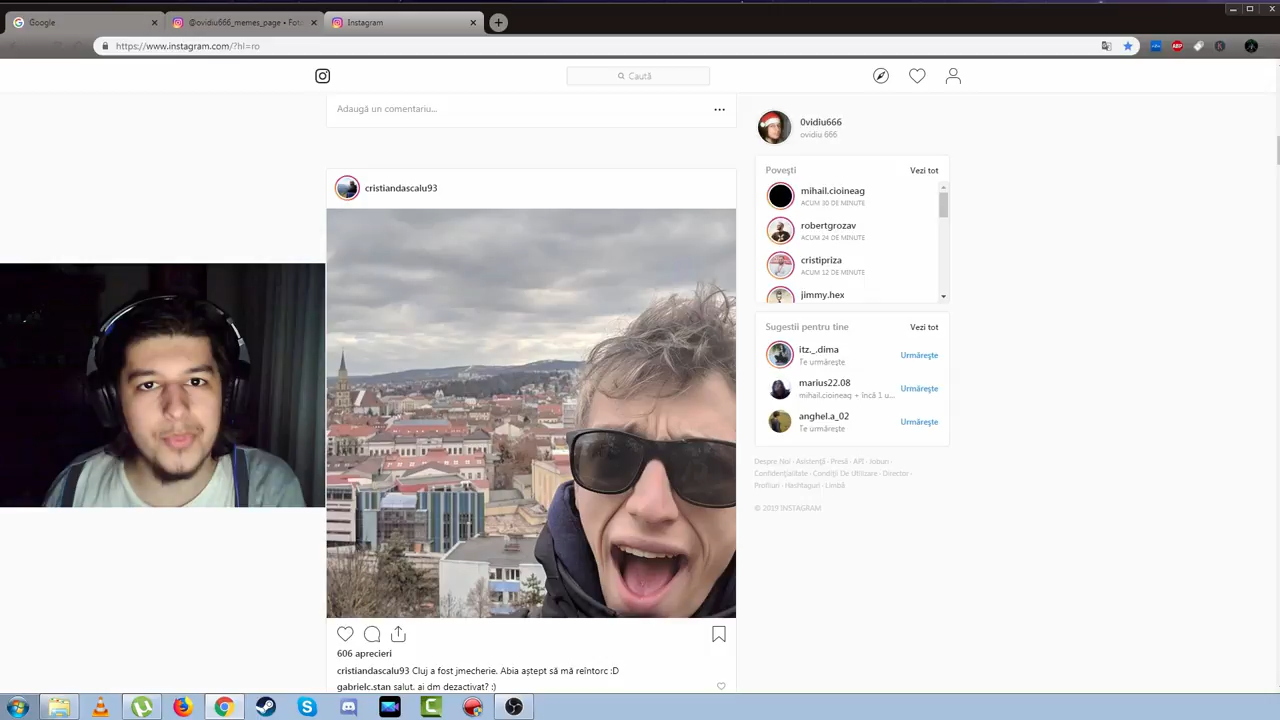 Google
@ovidiu666_memes_page • Foto
Instagram
https://www.instagram.com/?hl=ro
ABP
Caută
Adaugă un comentariu...
0vidiu666
ovidiu 666
cristiandascalu93
Povești
Vezi tot
mihail.cioineag
ACUM 30 DE MINUTE
robertgrozav
ACUM 24 DE MINUTE
cristipriza
ACUM 12 DE MINUTE
jimmy.hex
Sugestii pentru tine
Vezi tot
itz._.dima
Te urmărește
Urmărește
marius22.08
mihail.cioineag + încă 1 u...
Urmărește
anghel.a_02
Te urmărește
Urmărește
Despre Noi · Asistență · Presă · API · Joburi ·
Confidențialitate · Condiții De Utilizare · Director ·
Profiluri · Hashtaguri · Limbă
© 2019 INSTAGRAM
606 aprecieri
cristiandascalu93 Cluj a fost jmecherie. Abia aștept să mă reîntorc :D
gabrielc.stan salut. ai dm dezactivat? :)